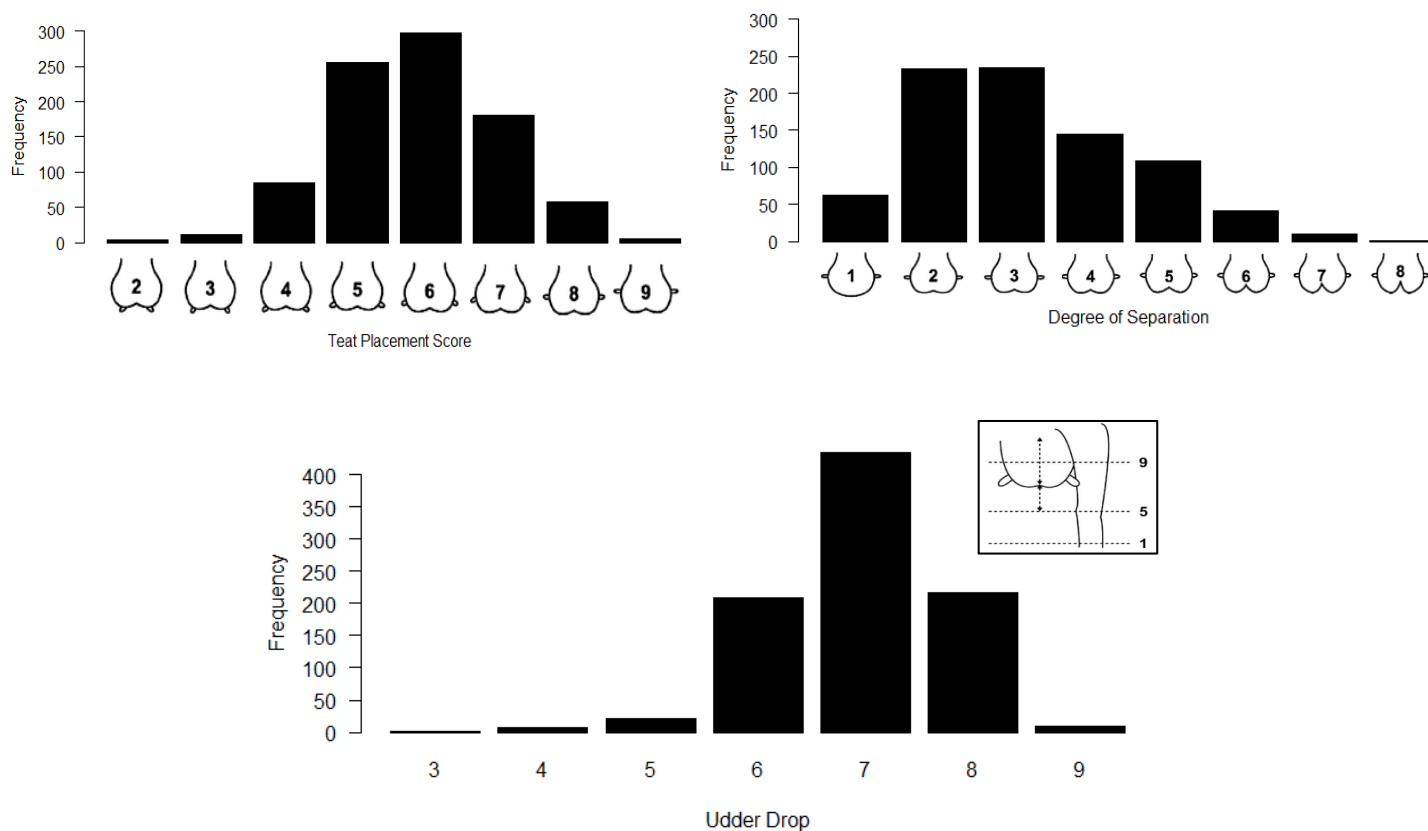 300
250
200
150
100
50
0
Frequency
2 3 4 5 6 7 8 9
Teat Placement Score
300
250
200
150
100
50
0
Frequency
1 2 3 4 5 6 7 8
Degree of Separation
400
350
300
250
200
150
100
50
0
Frequency
9
5
1
3 4 5 6 7 8 9
Udder Drop